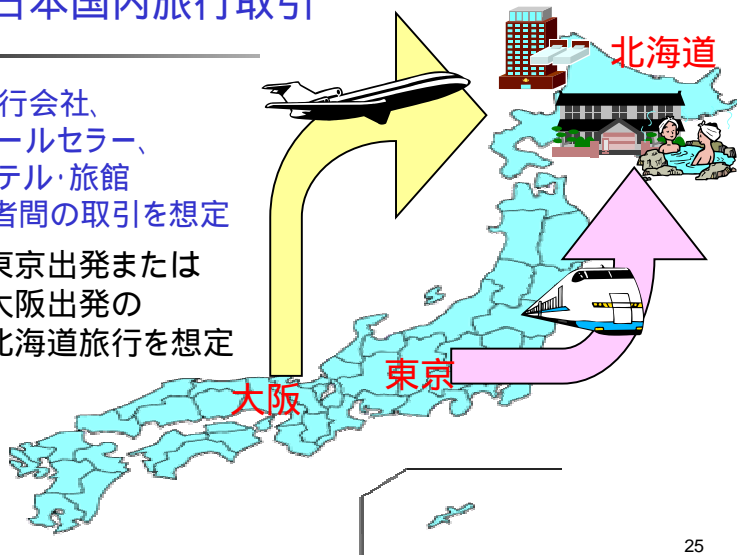 日本国内旅行取引
行会社、
ールセラー、
テル・旅館
者間の取引を想定
東京出発または
大阪出発の
北海道旅行を想定
北海道
東京
大阪
25